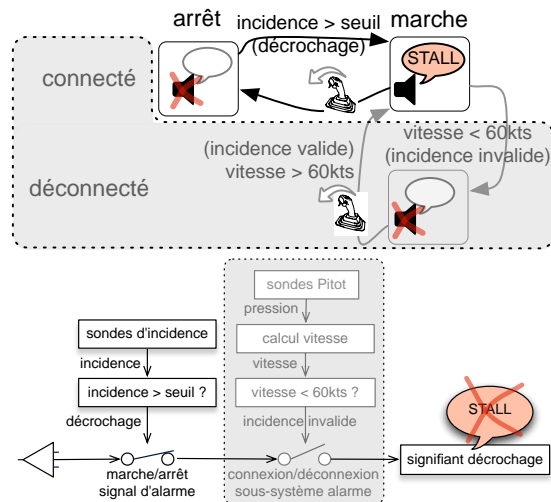 arrêt
incidence > seuil
(décrochage)
marche
STALL
connecté
vitesse < 60kts
(incidence invalide)
(incidence valide)
vitesse > 60kts
déconnecté
sondes Pitot
pression
sondes d'incidence
calcul vitesse
incidence
vitesse
incidence > seuil ?
vitesse < 60kts ?
STALL
décrochage
incidence invalide
signifiant décrochage
marche/arrêt
signal d'alarme
connexion/déconnexion
sous-système alarme